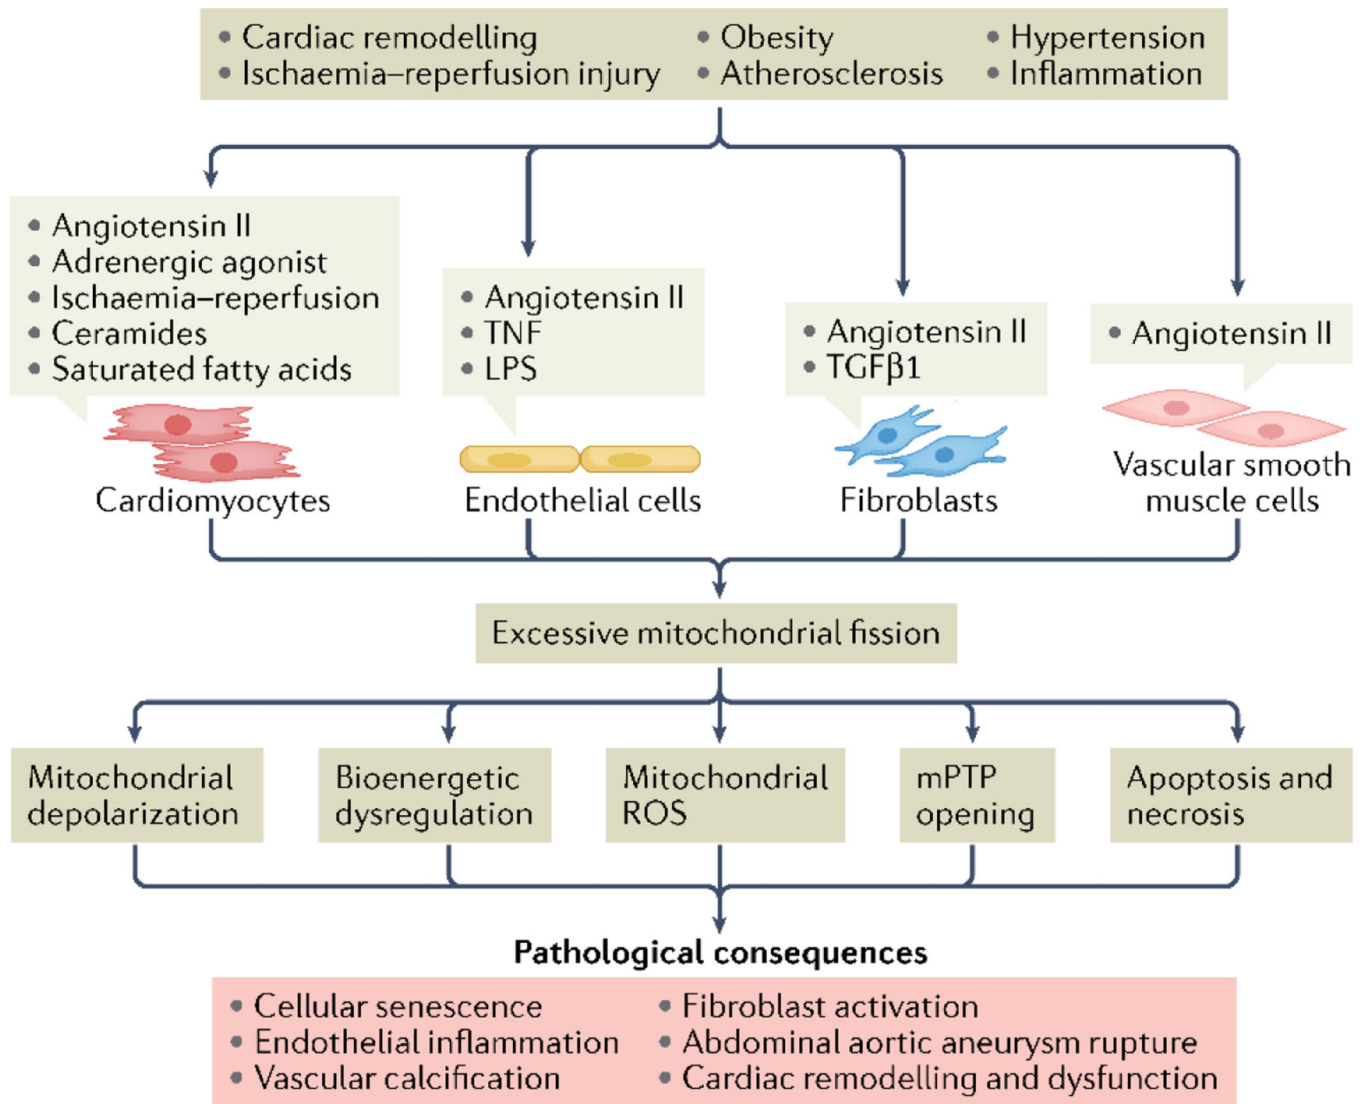 • Cardiac remodelling
• Ischaemia–reperfusion injury
• Obesity
• Atherosclerosis
• Hypertension
• Inflammation
• Angiotensin II
• Adrenergic agonist
• Ischaemia–reperfusion
• Ceramides
• Saturated fatty acids
Cardiomyocytes
• Angiotensin II
• TNF
• LPS
Endothelial cells
• Angiotensin II
• TGFβ1
Fibroblasts
• Angiotensin II
Vascular smooth
muscle cells
Excessive mitochondrial fission
Mitochondrial
depolarization
Bioenergetic
dysregulation
Mitochondrial
ROS
mPTP
opening
Apoptosis and
necrosis
Pathological consequences
• Cellular senescence
• Endothelial inflammation
• Vascular calcification
• Fibroblast activation
• Abdominal aortic aneurysm rupture
• Cardiac remodelling and dysfunction